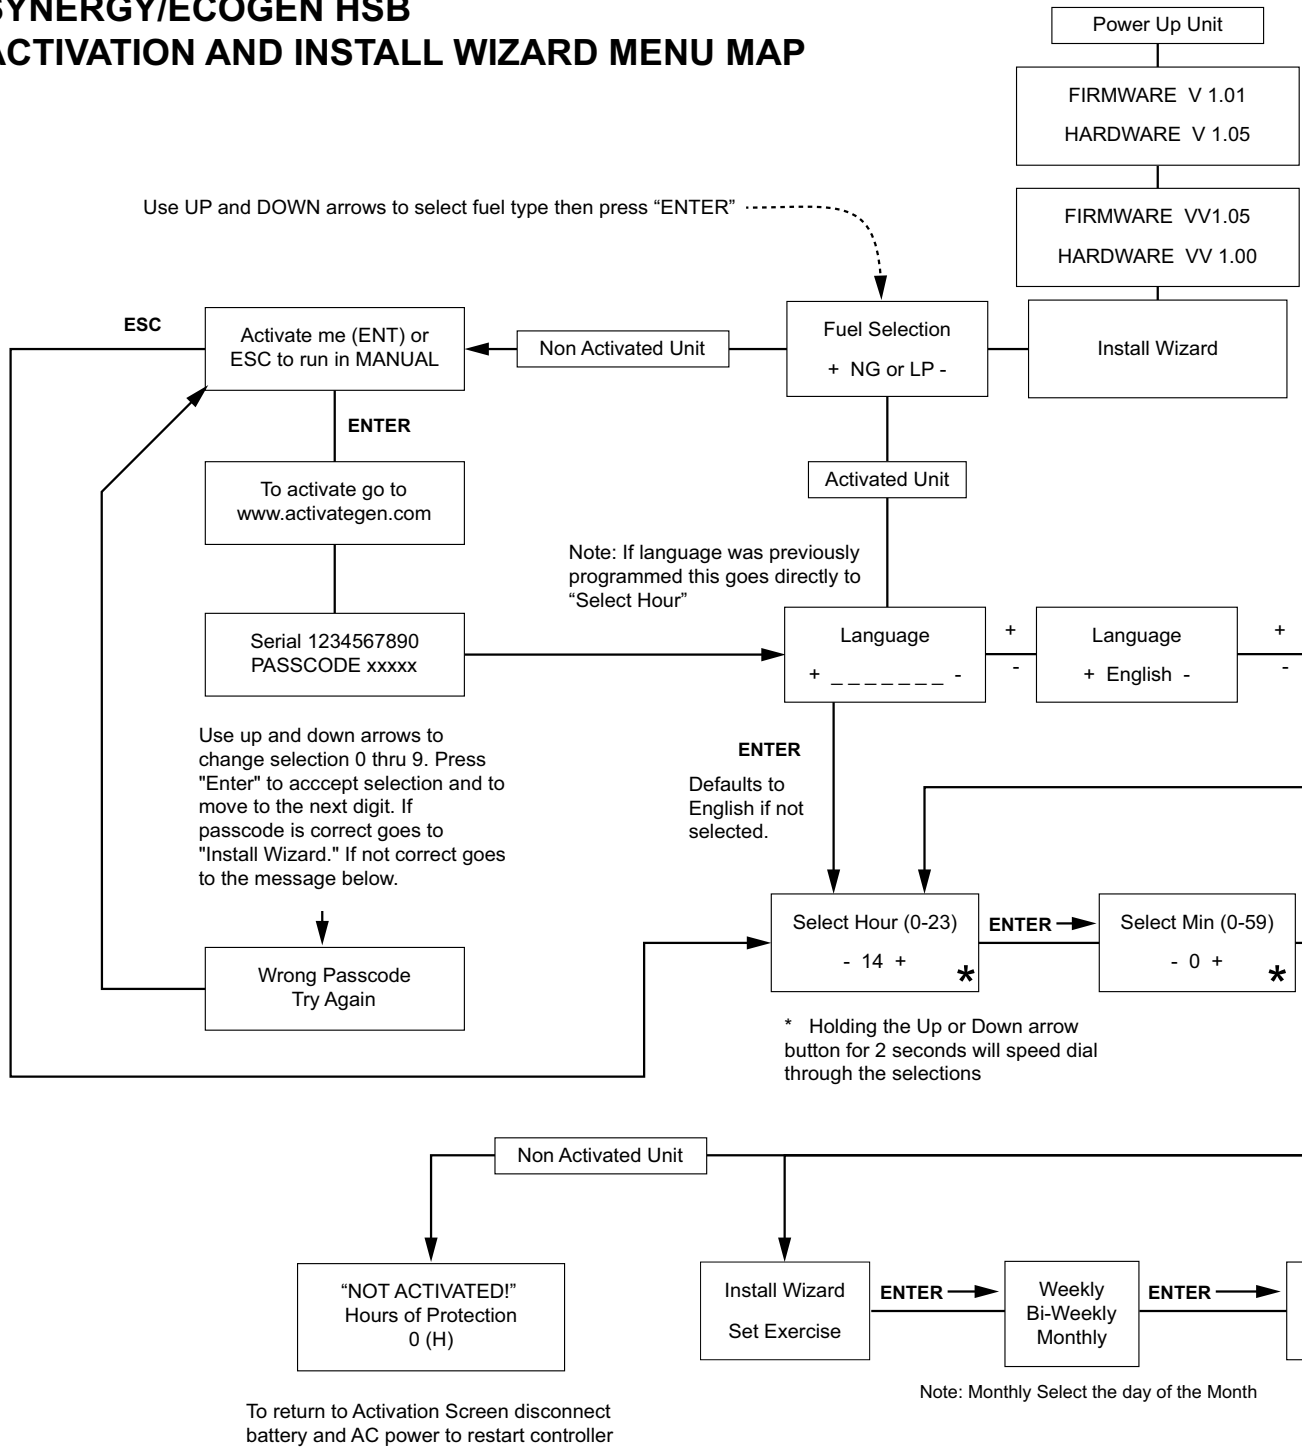 SYNERGY/ECOGEN HSB
ACTIVATION AND INSTALL WIZARD MENU MAP
Power Up Unit
FIRMWARE V 1.01
HARDWARE V 1.05
FIRMWARE VV1.05
HARDWARE VV 1.00
Use UP and DOWN arrows to select fuel type then press “ENTER”
ESC
Activate me (ENT) or
ESC to run in MANUAL
Non Activated Unit
Fuel Selection
+ NG or LP -
Install Wizard
ENTER
To activate go to
www.activategen.com
Activated Unit
Note: If language was previously
programmed this goes directly to
“Select Hour”
Serial 1234567890
PASSCODE xxxxx
Language
+ _ _ _ _ _ _ _ -
+
-
Language
+ English -
+
-
Use up and down arrows to
change selection 0 thru 9. Press
"Enter" to acccept selection and to
move to the next digit. If
passcode is correct goes to
"Install Wizard." If not correct goes
to the message below.
ENTER
Defaults to
English if not
selected.
Wrong Passcode
Try Again
Select Hour (0-23)
- 14 +
*
ENTER
Select Min (0-59)
- 0 +
*
* Holding the Up or Down arrow
button for 2 seconds will speed dial
through the selections
Non Activated Unit
“NOT ACTIVATED!”
Hours of Protection
0 (H)
Install Wizard
Set Exercise
ENTER
Weekly
Bi-Weekly
Monthly
ENTER
Note: Monthly Select the day of the Month
To return to Activation Screen disconnect
battery and AC power to restart controller